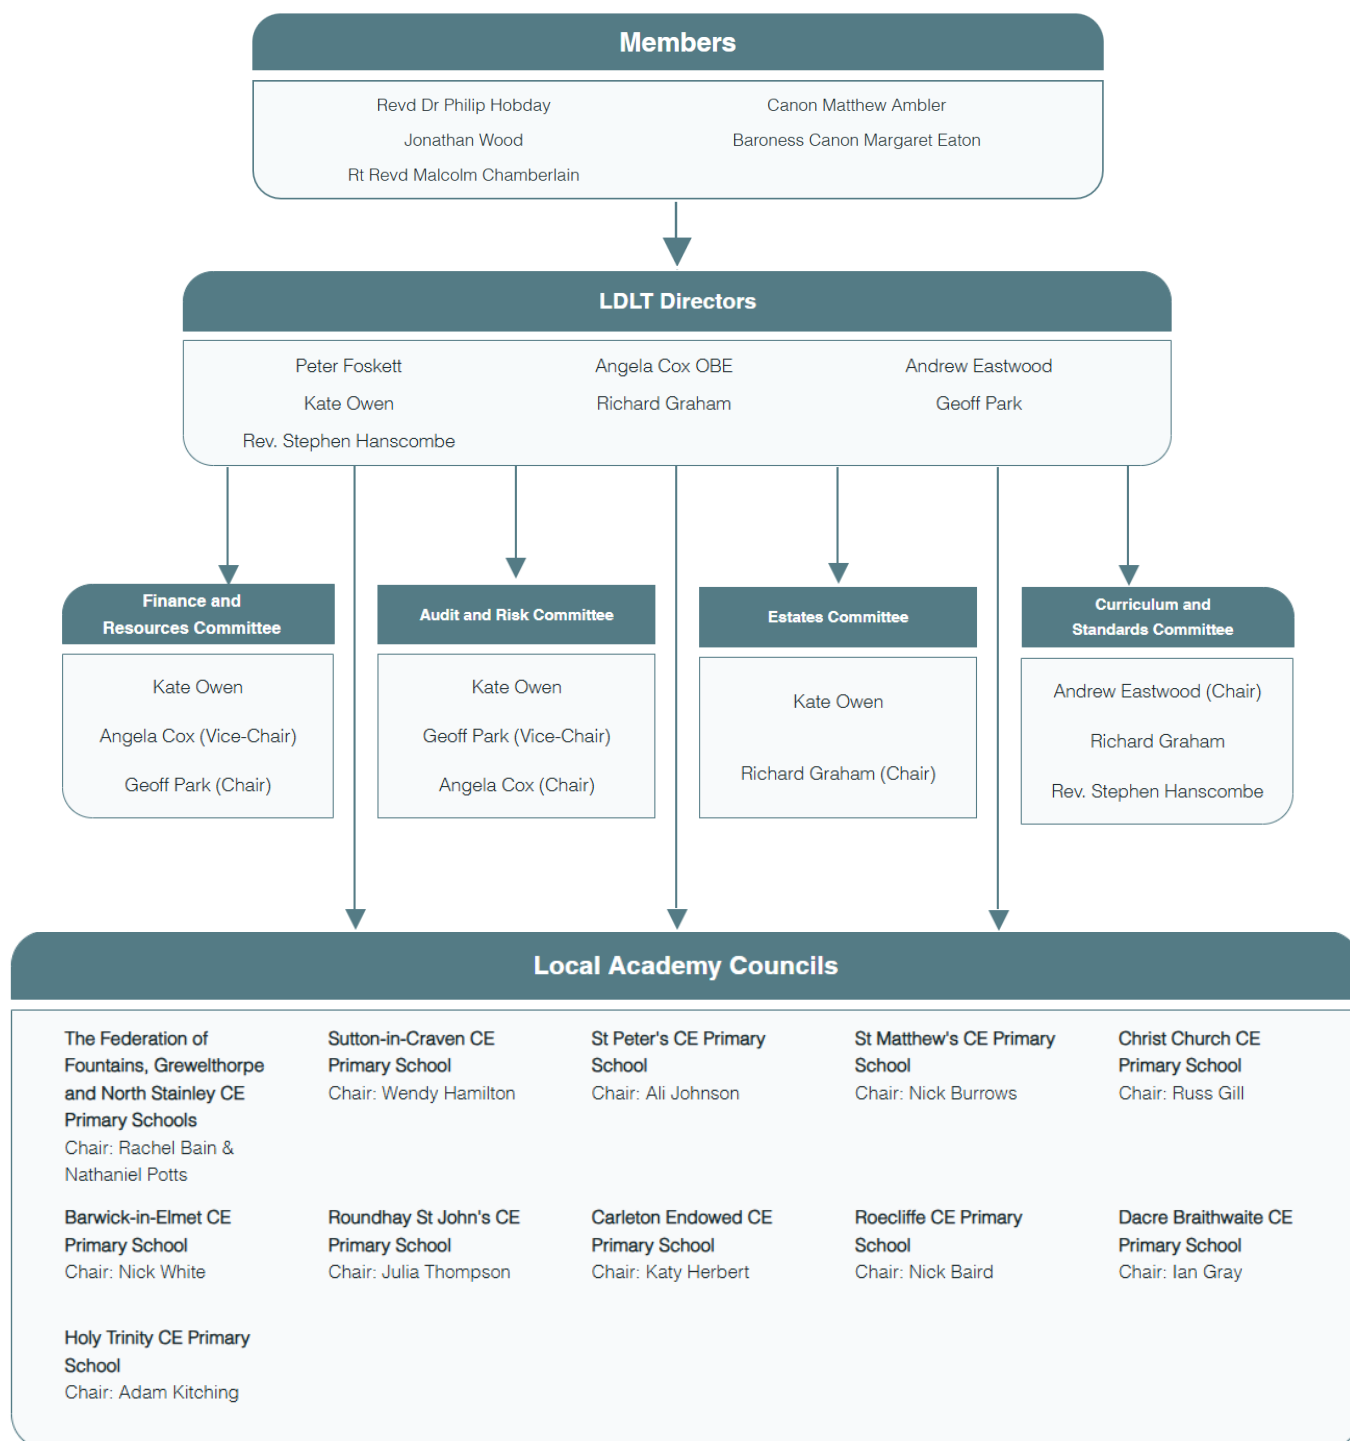 Members
Revd Dr Philip Hobday
Canon Matthew Ambler
Jonathan Wood
Baroness Canon Margaret Eaton
Rt Revd Malcolm Chamberlain
LDLT Directors
Peter Foskett
Angela Cox OBE
Andrew Eastwood
Kate Owen
Richard Graham
Geoff Park
Rev. Stephen Hanscombe
Finance and
Resources Committee
Kate Owen
Angela Cox (Vice-Chair)
Geoff Park (Chair)
Audit and Risk Committee
Kate Owen
Geoff Park (Vice-Chair)
Angela Cox (Chair)
Estates Committee
Kate Owen
Richard Graham (Chair)
Curriculum and
Standards Committee
Andrew Eastwood (Chair)
Richard Graham
Rev. Stephen Hanscombe
Local Academy Councils
The Federation of
Fountains, Grewelthorpe
and North Stainley CE
Primary Schools
Chair: Rachel Bain &
Nathaniel Potts
Sutton-in-Craven CE
Primary School
Chair: Wendy Hamilton
St Peter's CE Primary
School
Chair: Ali Johnson
St Matthew's CE Primary
School
Chair: Nick Burrows
Christ Church CE
Primary School
Chair: Russ Gill
Barwick-in-Elmet CE
Primary School
Chair: Nick White
Roundhay St John's CE
Primary School
Chair: Julia Thompson
Carleton Endowed CE
Primary School
Chair: Katy Herbert
Roecliffe CE Primary
School
Chair: Nick Baird
Dacre Braithwaite CE
Primary School
Chair: Ian Gray
Holy Trinity CE Primary
School
Chair: Adam Kitching